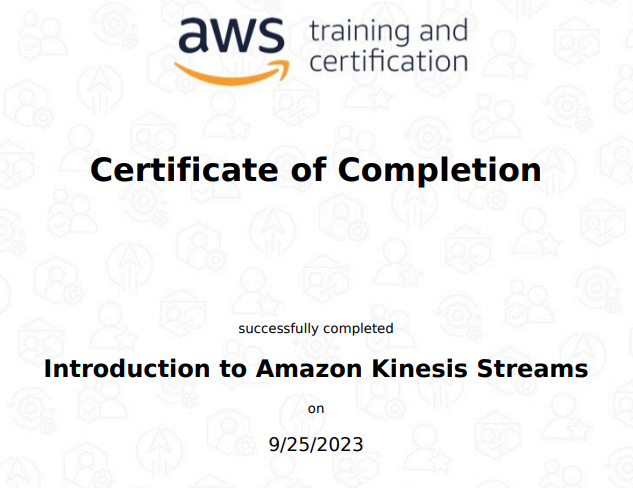 aws training and
certification
Certificate of Completion
successfully completed
Introduction to Amazon Kinesis Streams
on
9/25/2023